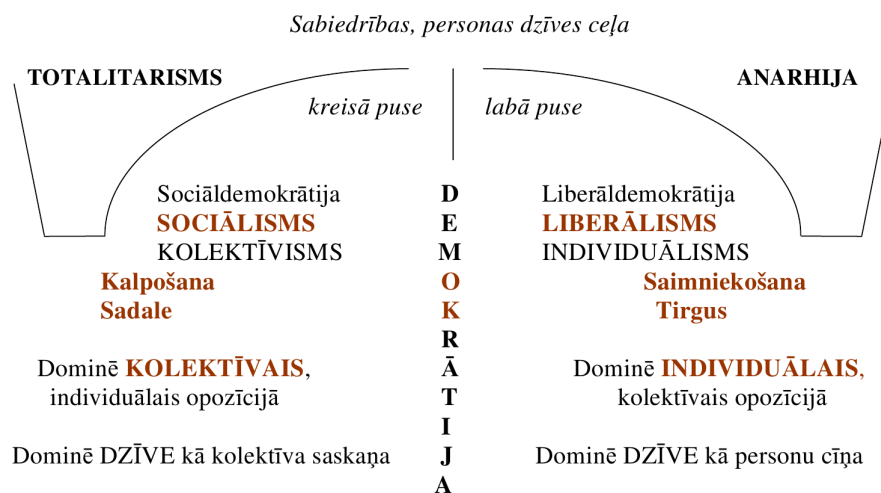 Sabiedrības, personas dzīves ceļa
TOTALITARISMS ANARHIJA
kreisā puse labā puse
Sociāldemokrātija D Liberāldemokrātija
SOCIĀLISMS E LIBERĀLISMS
KOLEKTĪVISMS M INDIVIDUĀLISMS
Kalpošana O Saimniekošana
Sadale K Tirgus
R
Dominē KOLEKTĪVAIS, Ā Dominē INDIVIDUĀLAIS,
individuālais opozīcijā T kolektīvais opozīcijā
I
Dominē DZĪVE kā kolektīva saskaņa J Dominē DZĪVE kā personu cīņa
A